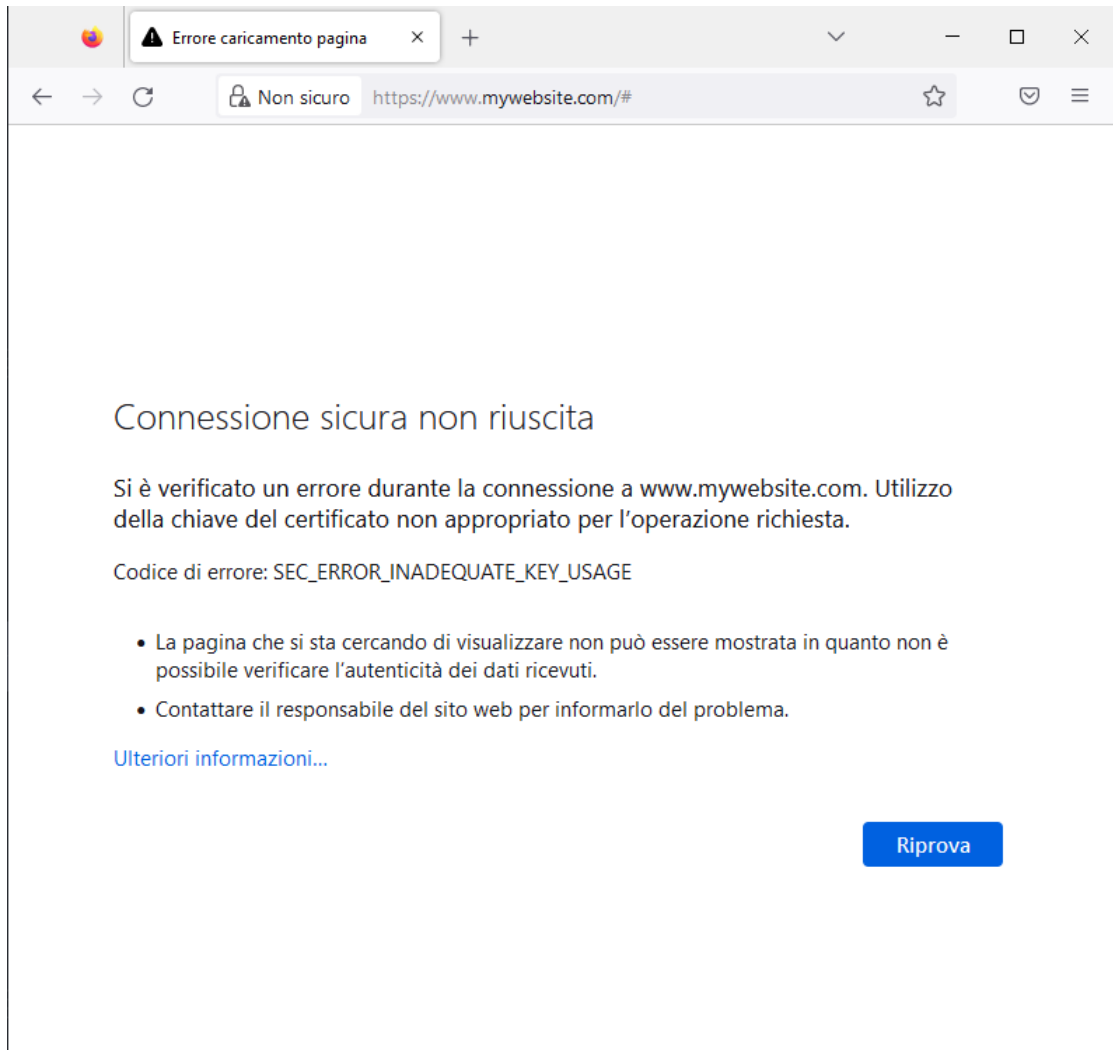 Errore caricamento pagina
Non sicuro https://www.mywebsite.com/#
Connessione sicura non riuscita
Si è verificato un errore durante la connessione a www.mywebsite.com. Utilizzo
della chiave del certificato non appropriato per l’operazione richiesta.
Codice di errore: SEC_ERROR_INADEQUATE_KEY_USAGE
• La pagina che si sta cercando di visualizzare non può essere mostrata in quanto non è
possibile verificare l’autenticità dei dati ricevuti.
• Contattare il responsabile del sito web per informarlo del problema.
Ulteriori informazioni...
Riprova